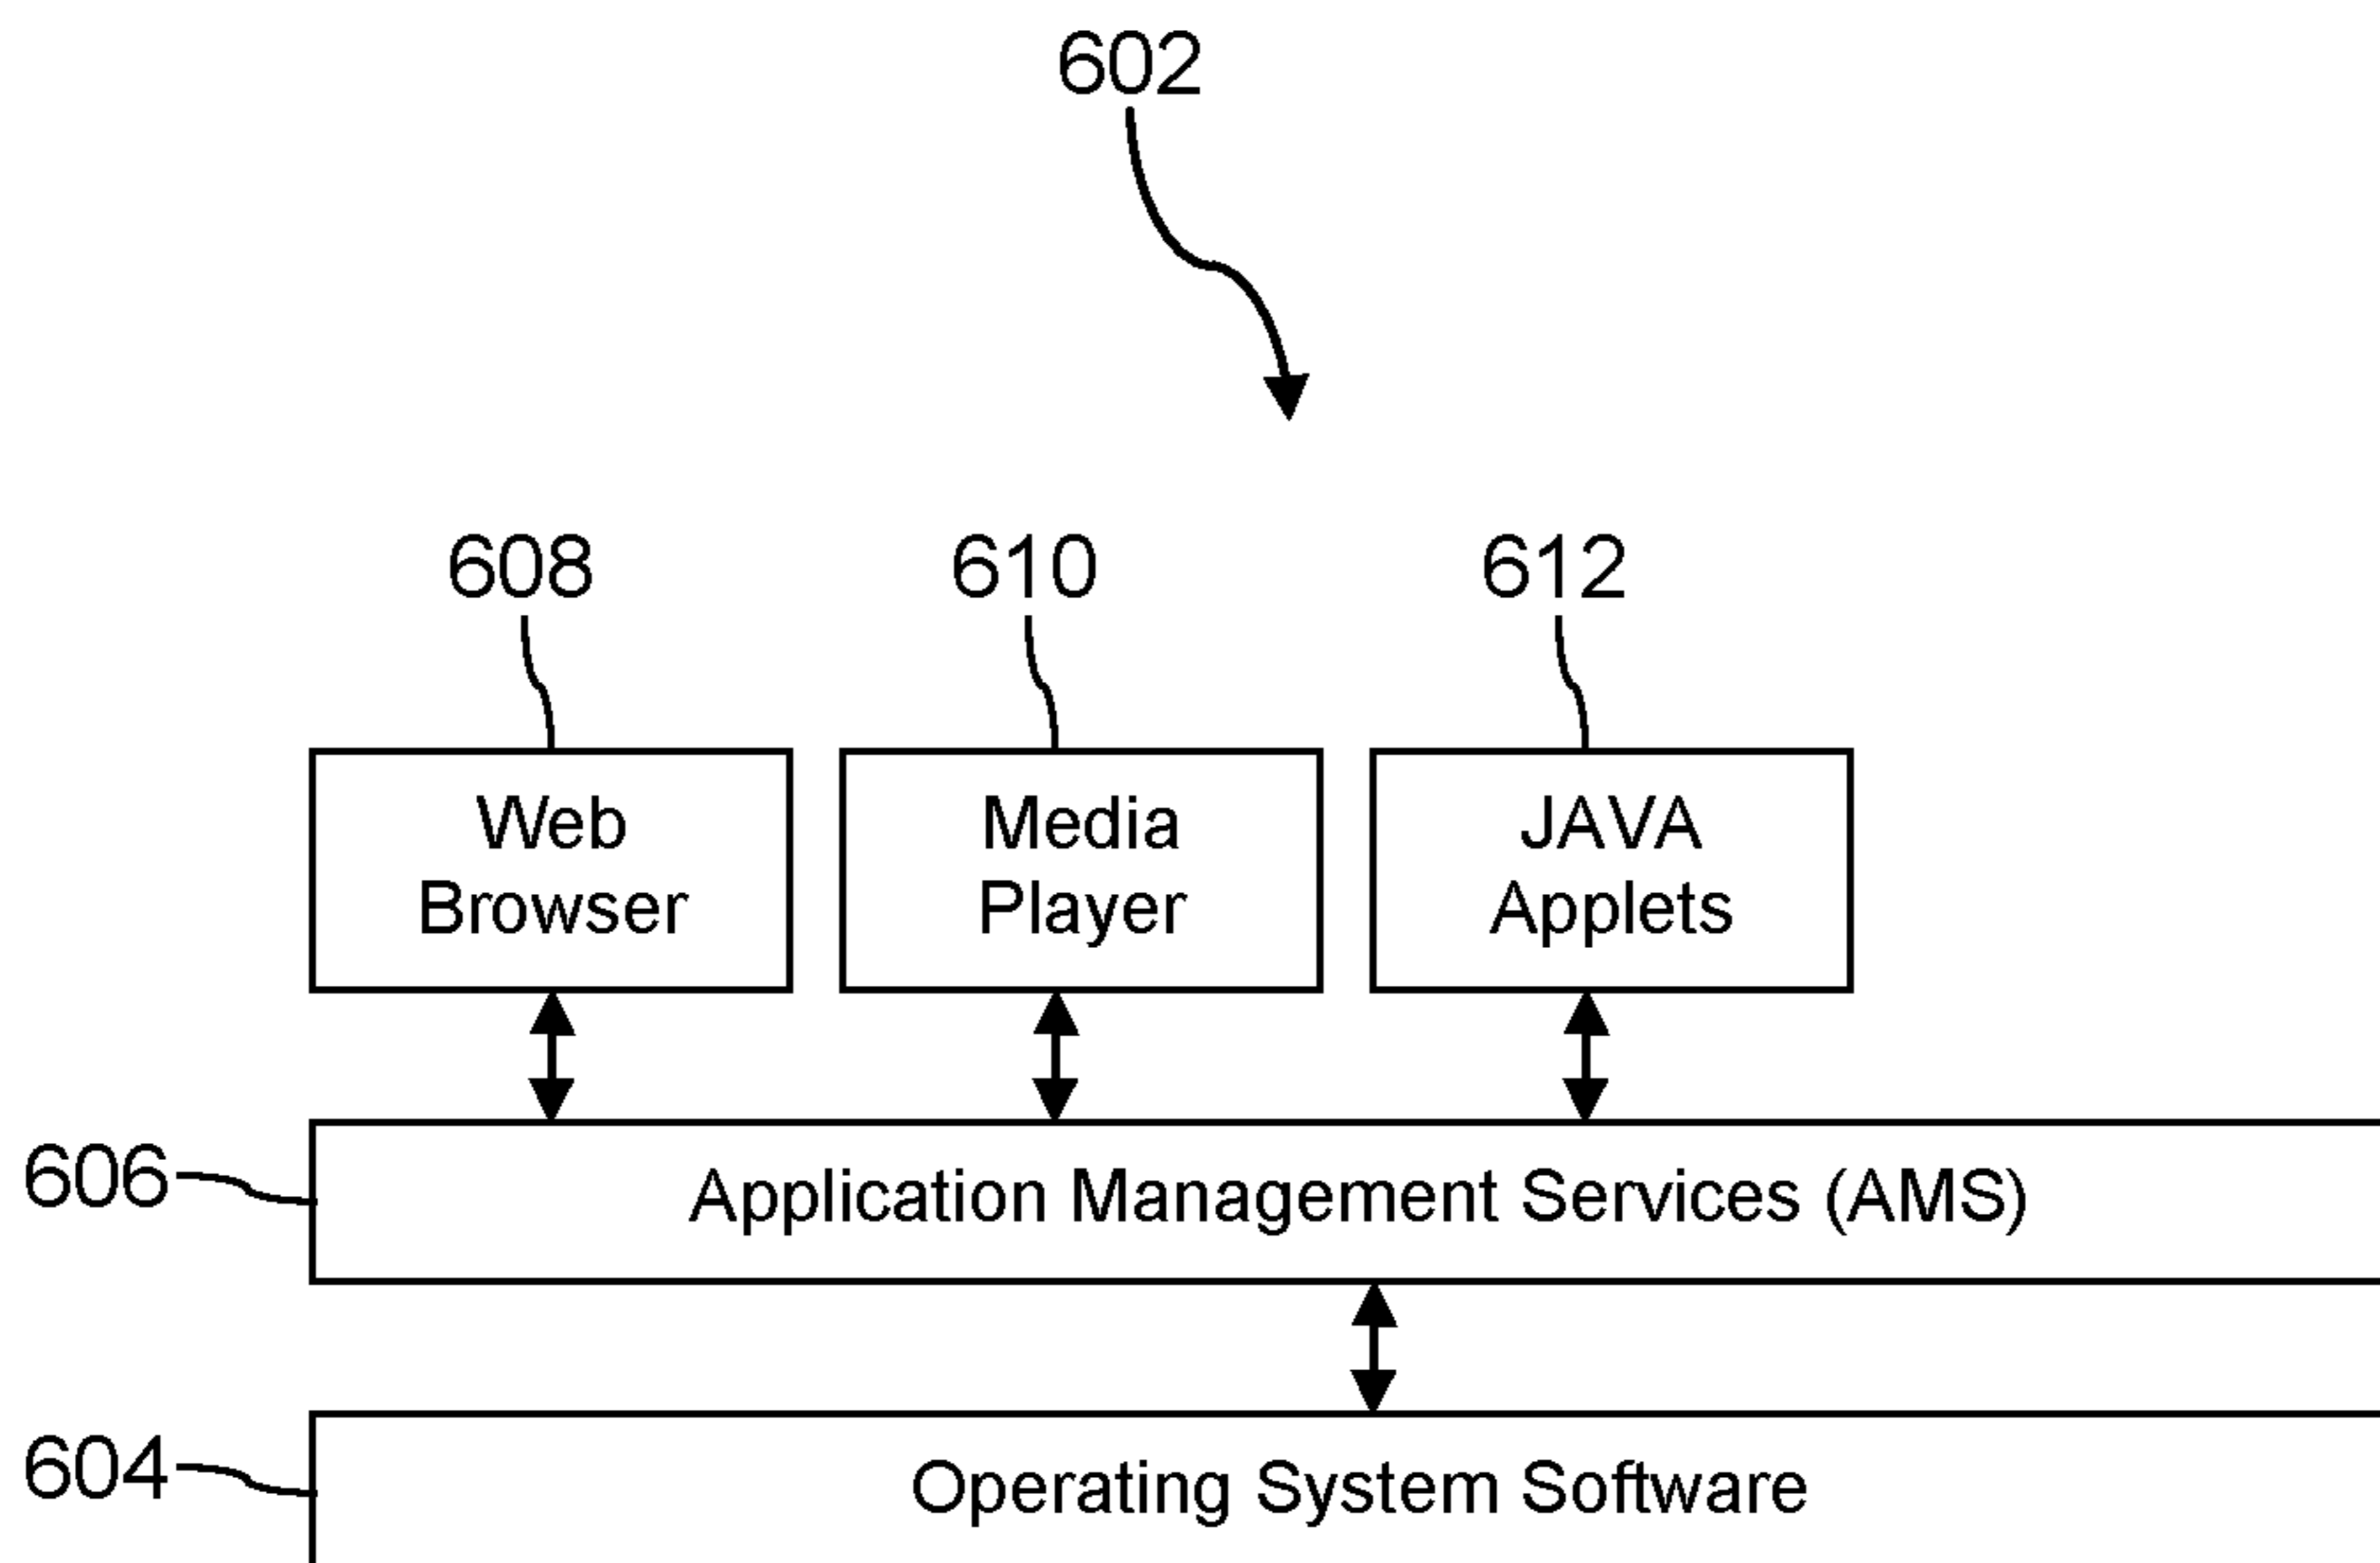 602
608
610
612
Web
Browser
Media
Player
JAVA
Applets
606
Application Management Services (AMS)
604
Operating System Software